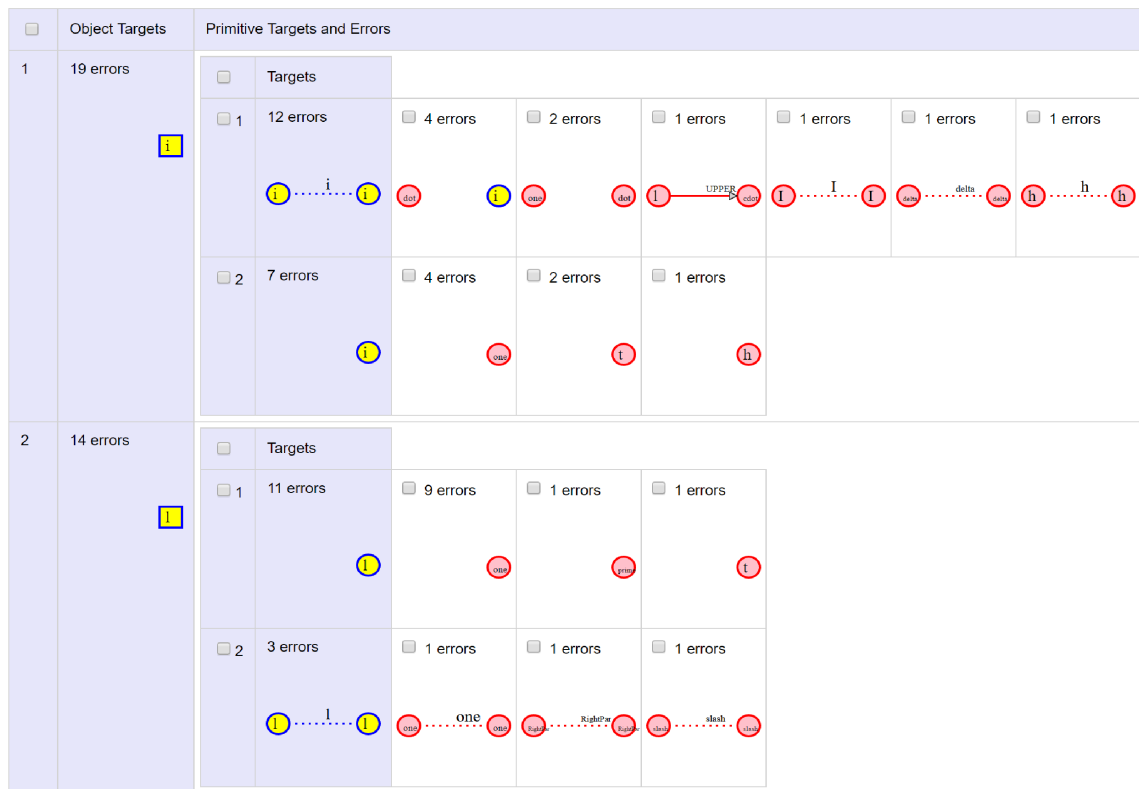 Object Targets Primitive Targets and Errors
1 19 errors
Targets
i
1 12 errors 4 errors 2 errors 1 errors 1 errors 1 errors 1 errors
i i i dot i one dot l UPPER cdot I I I delta delta delta h h h
2 7 errors 4 errors 2 errors 1 errors
i one t h
2 14 errors
Targets
l
1 11 errors 9 errors 1 errors 1 errors
l one prime t
2 3 errors 1 errors 1 errors 1 errors
l l l one one one RightPar RightPar RightPar slash slash slash